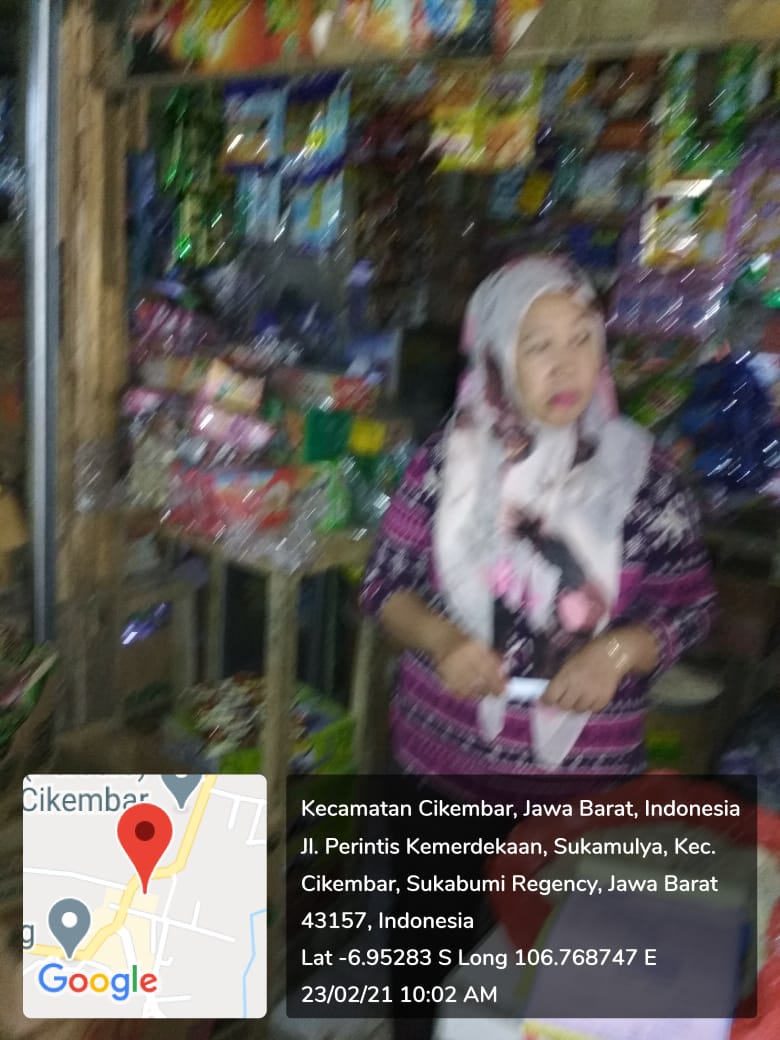 Cikembar
g
Google
Kecamatan Cikembar, Jawa Barat, Indonesia
Jl. Perintis Kemerdekaan, Sukamulya, Kec.
Cikembar, Sukabumi Regency, Jawa Barat
43157, Indonesia
Lat -6.95283 S Long 106.768747 E
23/02/21 10:02 AM